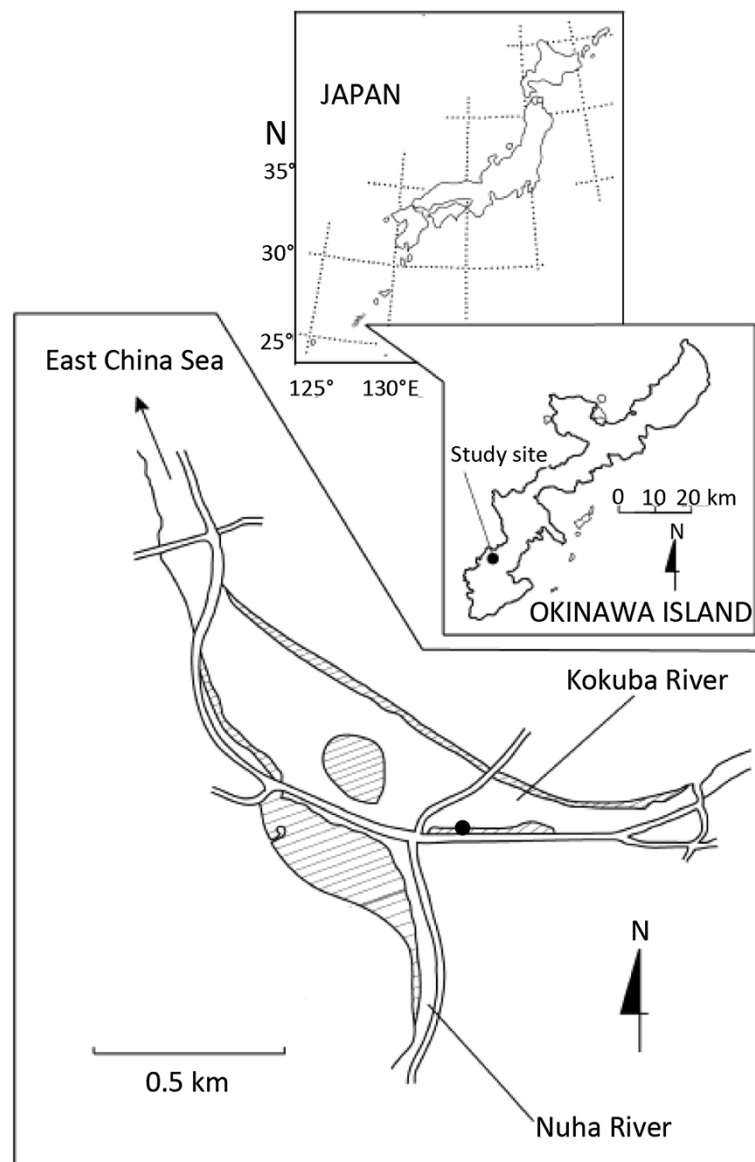 JAPAN
N
35°
30°
25°
125° 130°E
East China Sea
Study site
0 10 20 km
N
OKINAWA ISLAND
Kokuba River
N
0.5 km
Nuha River